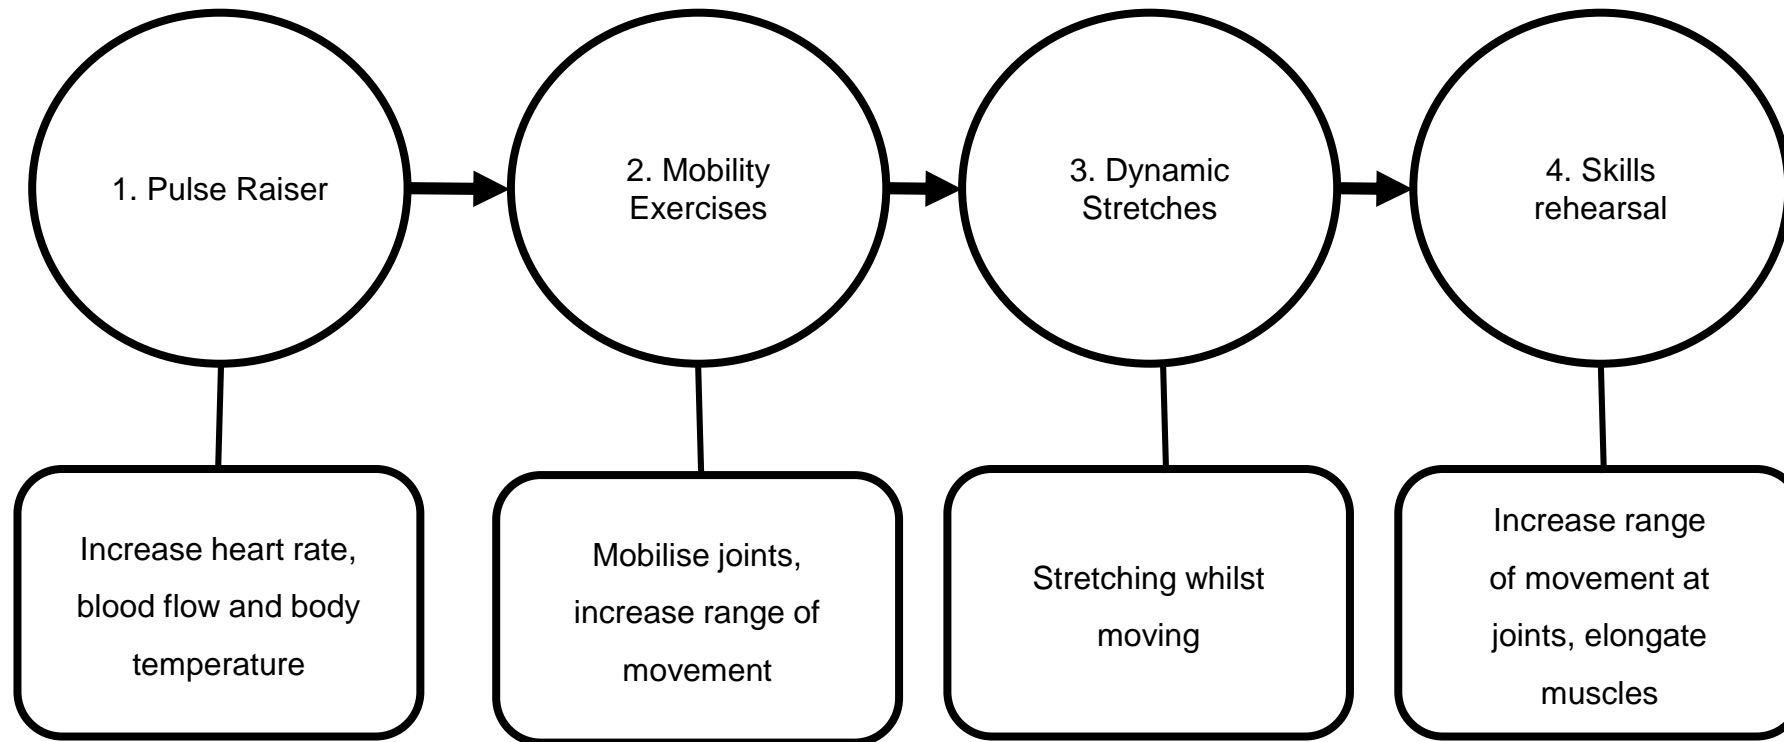 1. Pulse Raiser
2. Mobility
Exercises
3. Dynamic
Stretches
4. Skills
rehearsal
Increase heart rate,
blood flow and body
temperature
Mobilise joints,
increase range of
movement
Stretching whilst
moving
Increase range
of movement at
joints, elongate
muscles